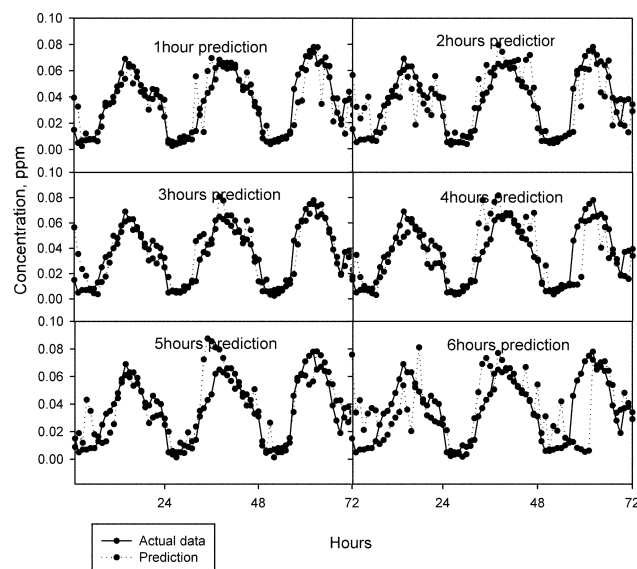 0.10
1hour prediction
2hours prediction
0.08
0.06
0.04
0.02
0.00
0.10
3hours prediction
4hours prediction
0.08
0.06
0.04
0.02
0.00
0.10
5hours prediction
6hours prediction
0.08
0.06
0.04
0.02
0.00
Concentration, ppm
24
48
72
24
48
72
Hours
Actual data
Prediction